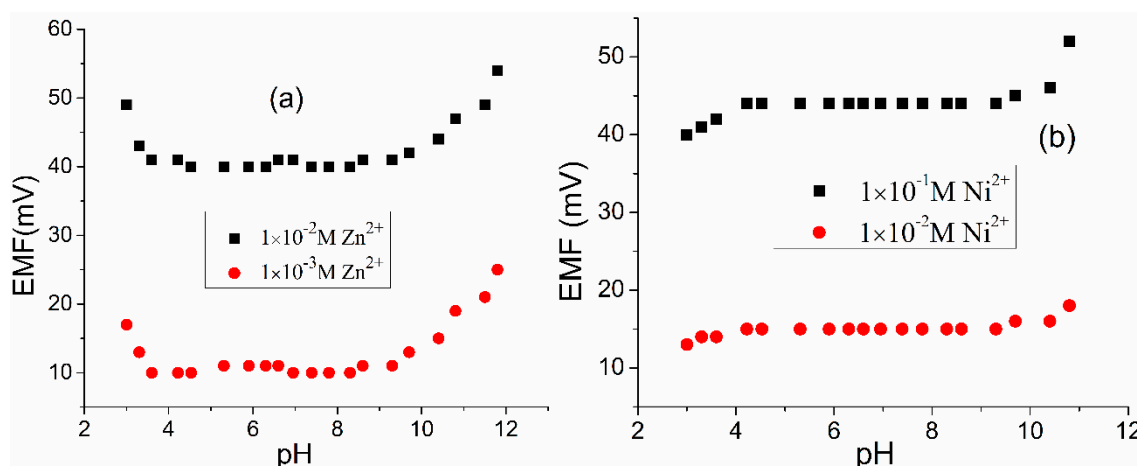 60
50
40
30
20
10
EMF(mV)
(a)
1×10⁻²M Zn²⁺
1×10⁻³M Zn²⁺
2 4 6 8 10 12
pH
50
40
30
20
10
EMF (mV)
(b)
1×10⁻¹M Ni²⁺
1×10⁻²M Ni²⁺
2 4 6 8 10 12
pH